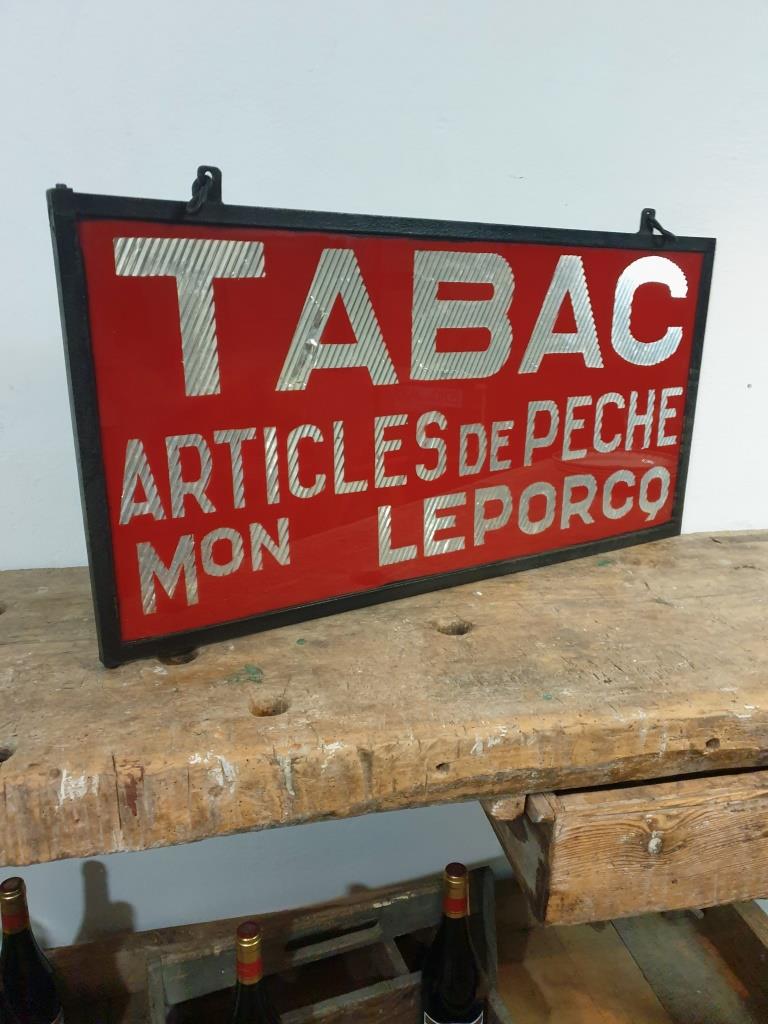 TABAC
ARTICLES DE PECHE
MON LEPORCQ